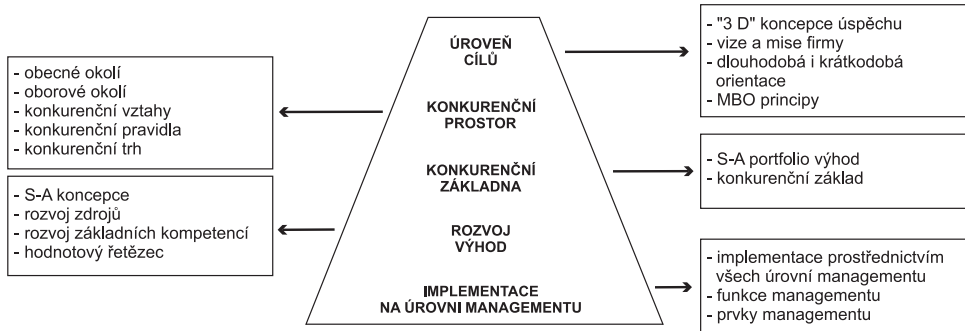 ÚROVEŇ
CÍLŮ
- "3 D" koncepce úspěchu
- vize a mise firmy
- dlouhodobá i krátkodobá
orientace
- MBO principy
- obecné okolí
- oborové okolí
- konkurenční vztahy
- konkurenční pravidla
- konkurenční trh
KONKURENČNÍ
PROSTOR
KONKURENČNÍ
ZÁKLADNA
- S-A portfolio výhod
- konkurenční základ
- S-A koncepce
- rozvoj zdrojů
- rozvoj základních kompetencí
- hodnotový řetězec
ROZVOJ
VÝHOD
IMPLEMENTACE
NA ÚROVNI MANAGEMENTU
- implementace prostřednictvím
všech úrovní managementu
- funkce managementu
- prvky managementu